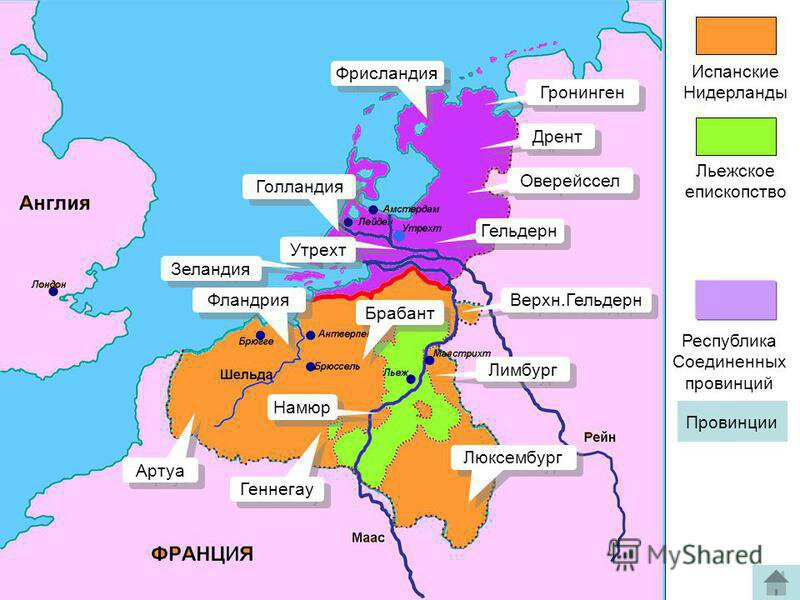 Фрисландия
Гронинген
Дрент
Оверейссел
Голландия
Англия
Амстердам
Лейден
Утрехт
Гельдерн
Утрехт
Зеландия
Лондон
Фландрия
Верхн.Гельдерн
Брабант
Брюгге
Антверпе
Маастрихт
Брюссель
Льеж
Шельда
Лимбург
Намюр
Рейн
Люксембург
Артуа
Геннегау
Маас
ФРАНЦИЯ
Испанские
Нидерланды
Льежское
епископство
Республика
Соединенных
провинций
Провинции
MyShared